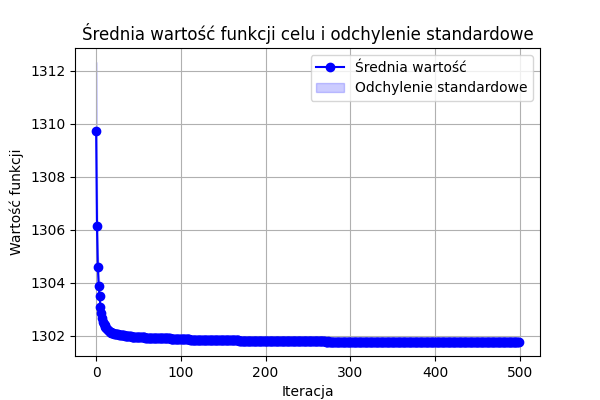 Średnia wartość funkcji celu i odchylenie standardowe
Średnia wartość
Odchylenie standardowe
Wartość funkcji
1312
1310
1308
1306
1304
1302
0 100 200 300 400 500
Iteracja